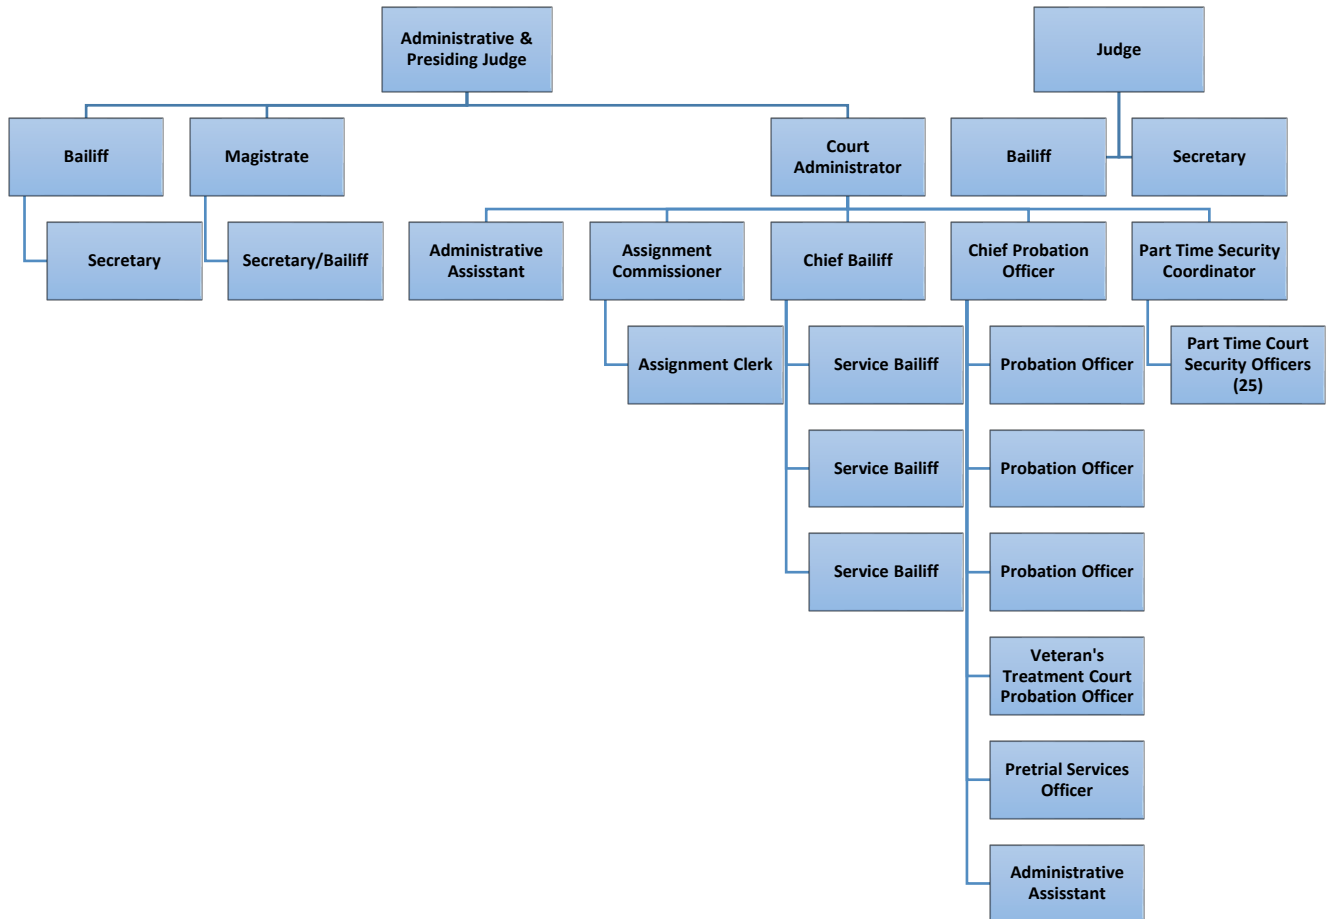 Administrative &
Presiding Judge
Judge
Bailiff
Magistrate
Court
Administrator
Bailiff
Secretary
Secretary
Secretary/Bailiff
Administrative
Assisstant
Assignment
Commissioner
Chief Bailiff
Chief Probation
Officer
Part Time Security
Coordinator
Assignment Clerk
Service Bailiff
Probation Officer
Part Time Court
Security Officers
(25)
Service Bailiff
Probation Officer
Service Bailiff
Probation Officer
Veteran's
Treatment Court
Probation Officer
Pretrial Services
Officer
Administrative
Assisstant